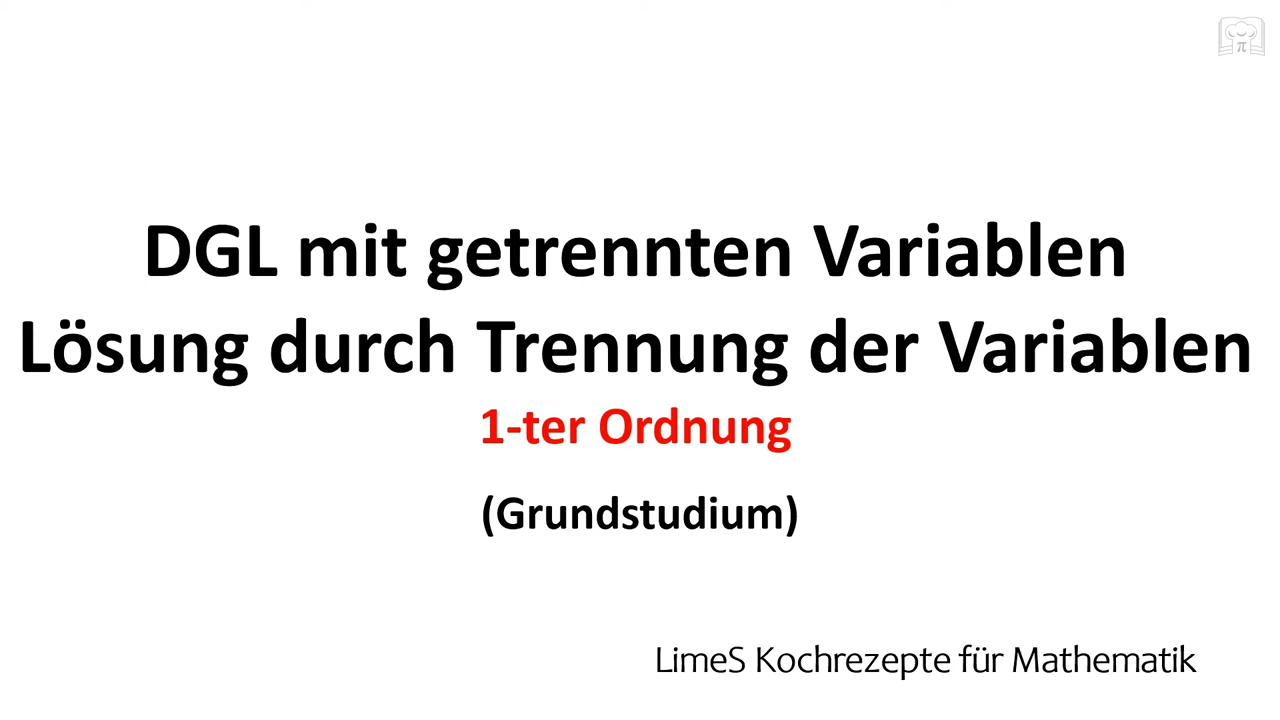 DGL mit getrennten Variablen
Lösung durch Trennung der Variablen
1-ter Ordnung
(Grundstudium)
LimeS Kochrezepte für Mathematik
π